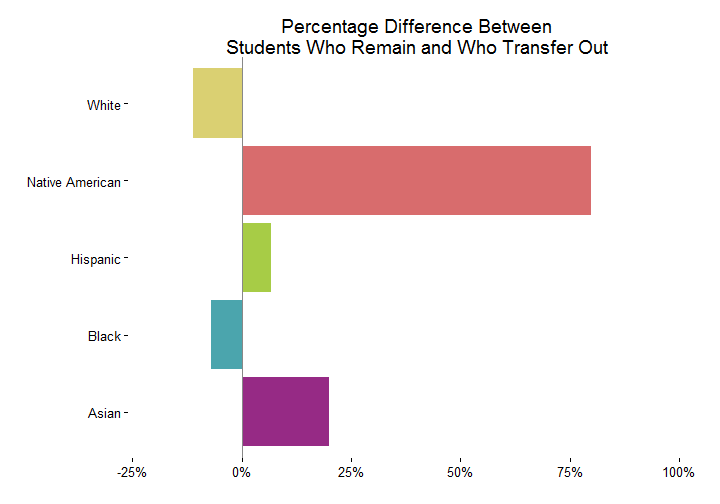 Percentage Difference Between
Students Who Remain and Who Transfer Out
White
Native American
Hispanic
Black
Asian
-25% 0% 25% 50% 75% 100%